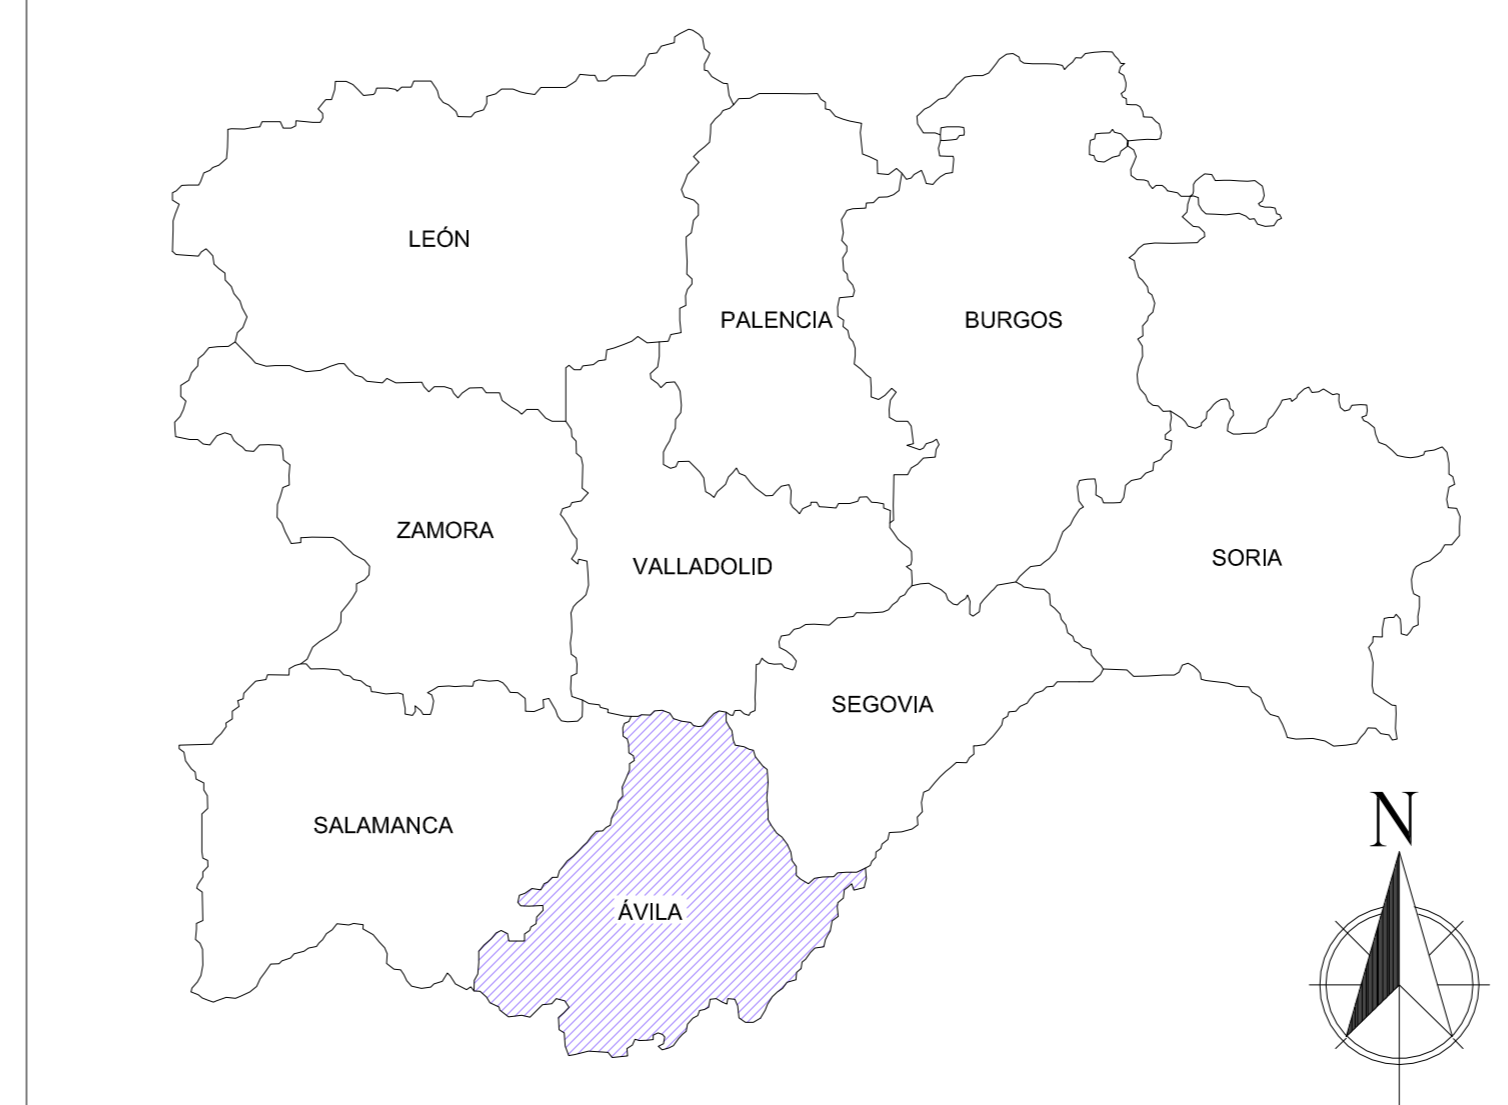 LEÓN
PALENCIA
BURGOS
ZAMORA
VALLADOLID
SORIA
SEGOVIA
SALAMANCA
ÁVILA
N